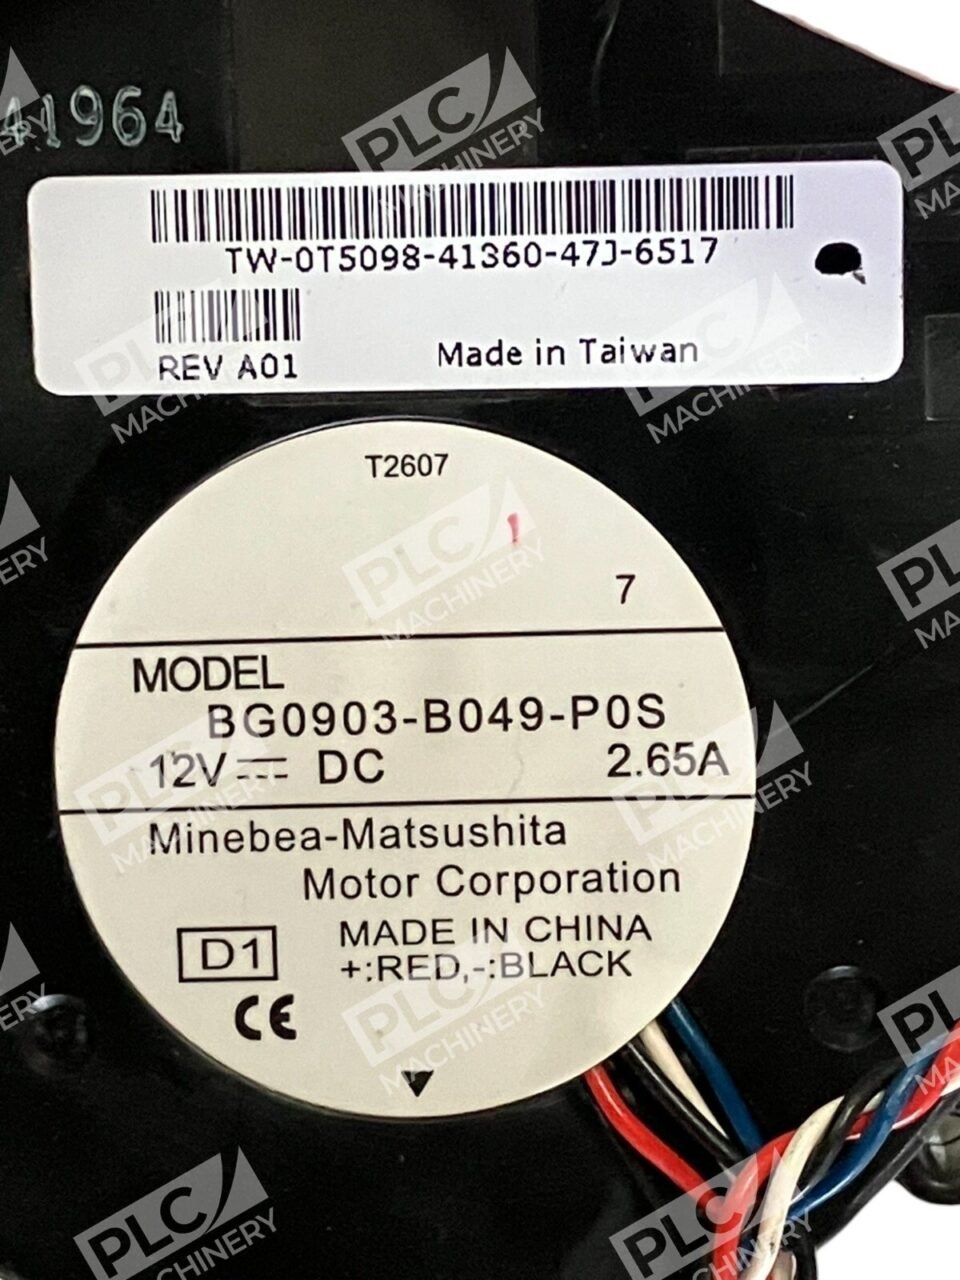 41964
TW-0T5098-41360-47J-6517
REV A01
Made in Taiwan
T2607
7
MODEL
BG0903-B049-P0S
12V DC 2.65A
Minebea-Matsushita
Motor Corporation
D1
MADE IN CHINA
+:RED,-:BLACK
CE
PLC
MACHINERY